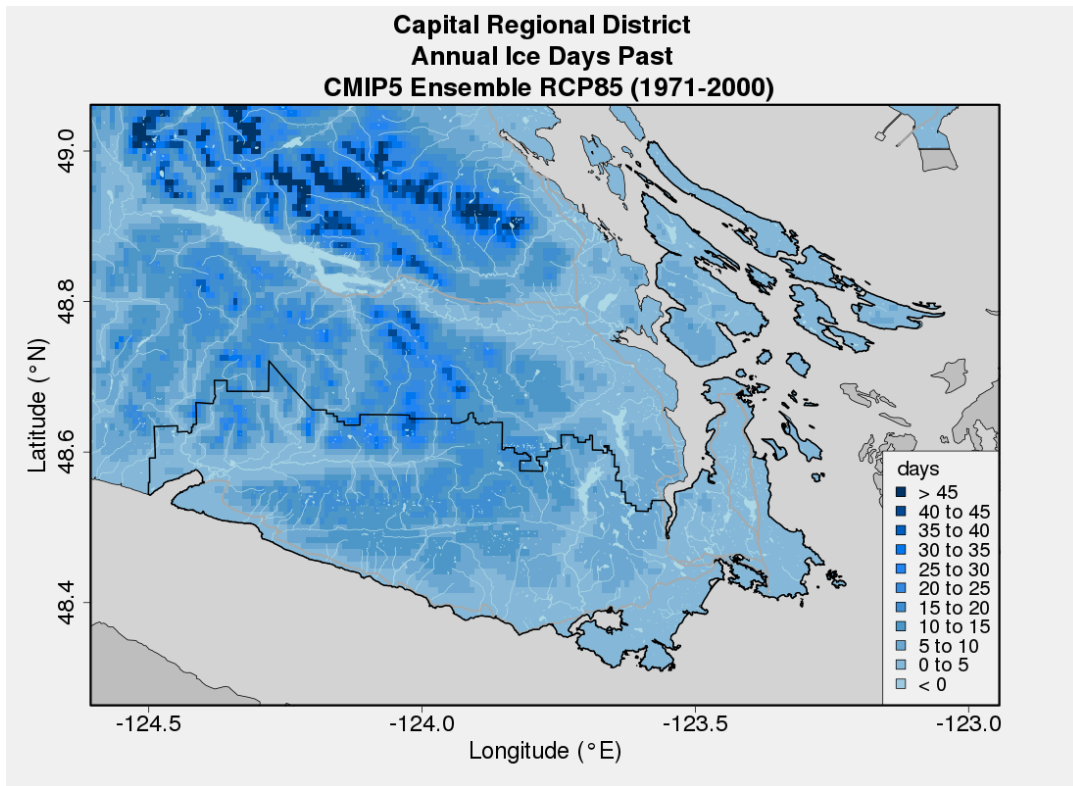 Capital Regional District
Annual Ice Days Past
CMIP5 Ensemble RCP85 (1971-2000)
49.0
48.8
48.6
48.4
Latitude (°N)
days
> 45
40 to 45
35 to 40
30 to 35
25 to 30
20 to 25
15 to 20
10 to 15
5 to 10
0 to 5
< 0
-124.5
-124.0
-123.5
-123.0
Longitude (°E)